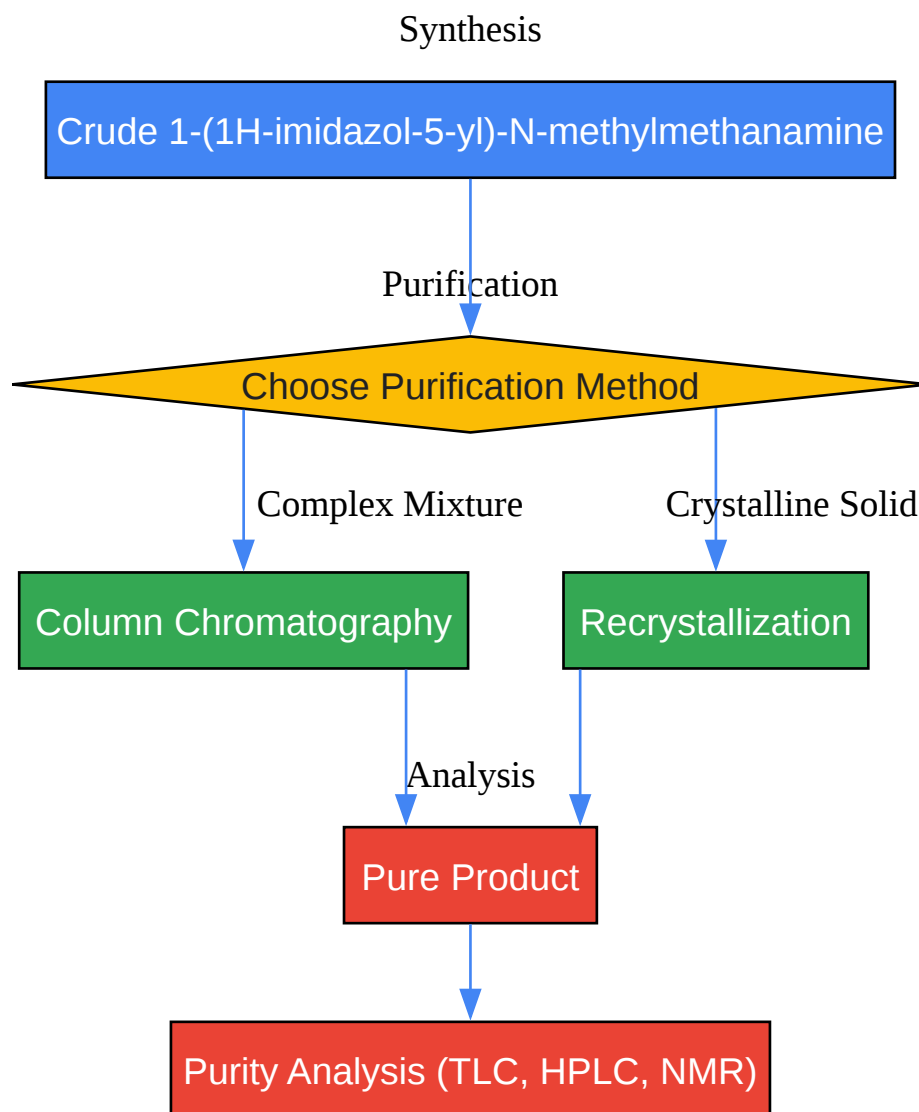 Synthesis
Crude 1-(1H-imidazol-5-yl)-N-methylmethanamine
Purification
Choose Purification Method
Complex Mixture
Crystalline Solid
Column Chromatography
Recrystallization
Analysis
Pure Product
Purity Analysis (TLC, HPLC, NMR)